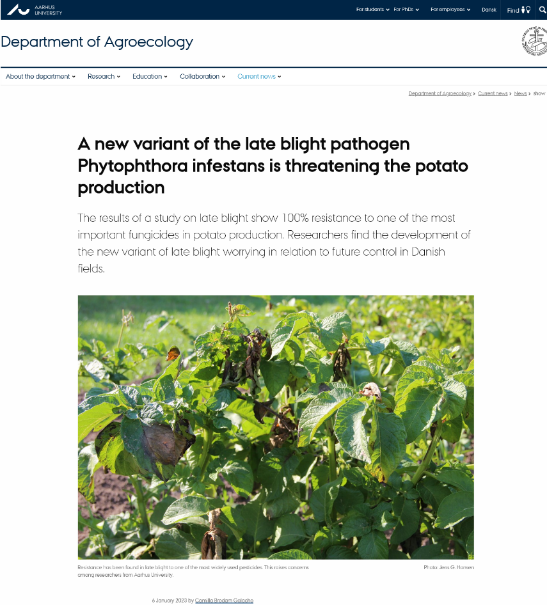 AARHUS
UNIVERSITY
For students
For PhDs
For employees
Dansk
Find
Department of Agroecology
About the department
Research
Education
Collaboration
Current news
Department of Agroecology > Current news > News > show
A new variant of the late blight pathogen
Phytophthora infestans is threatening the potato
production
The results of a study on late blight show 100% resistance to one of the most
important fungicides in potato production. Researchers find the development of
the new variant of late blight worrying in relation to future control in Danish
fields.
Resistance has been found in late blight to one of the most widely used pesticides. This raises concerns
among researchers from Aarhus University.
Photo: Jens G. Hansen
6 January 2023 by Camilla Brodam Galacho